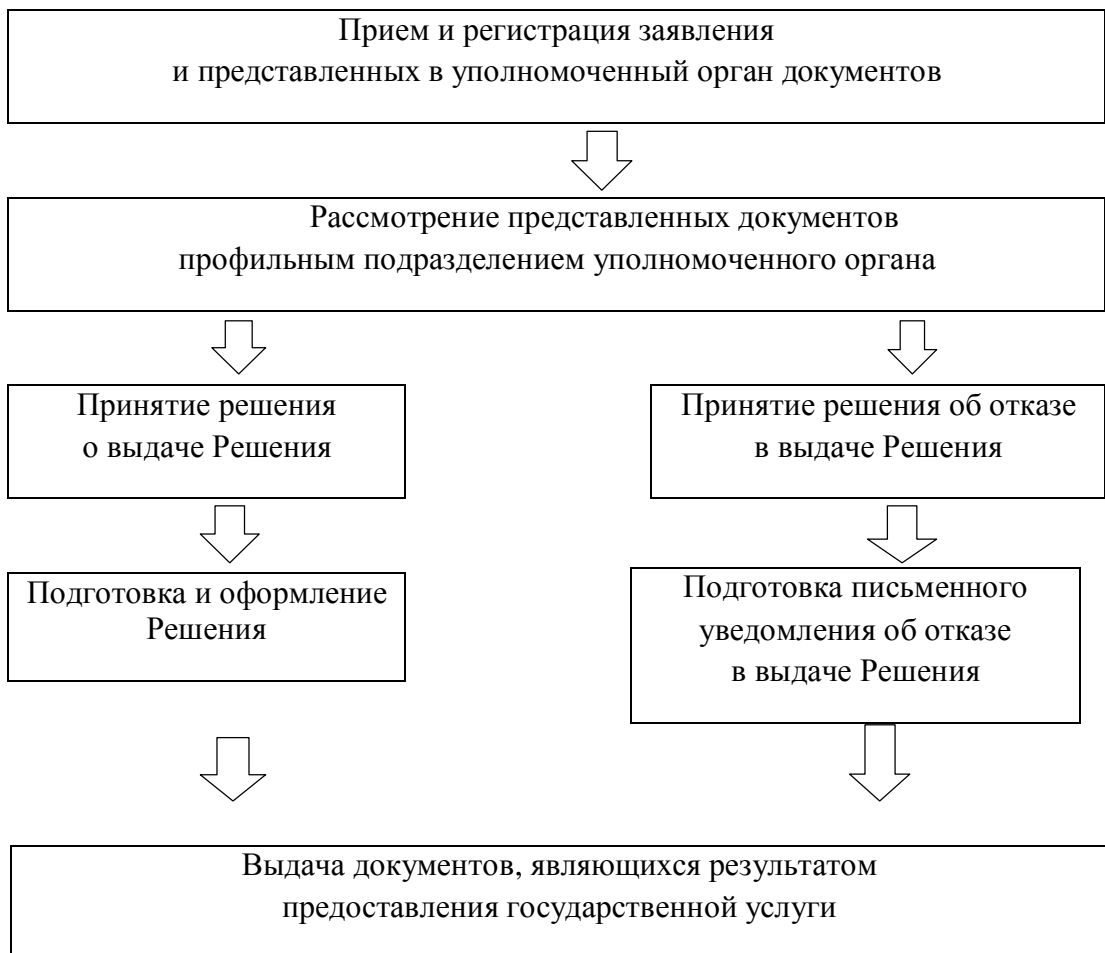 Прием и регистрация заявления
и представленных в уполномоченный орган документов
Рассмотрение представленных документов
профильным подразделением уполномоченного органа
Принятие решения
о выдаче Решения
Принятие решения об отказе
в выдаче Решения
Подготовка и оформление
Решения
Подготовка письменного
уведомления об отказе
в выдаче Решения
Выдача документов, являющихся результатом
предоставления государственной услуги